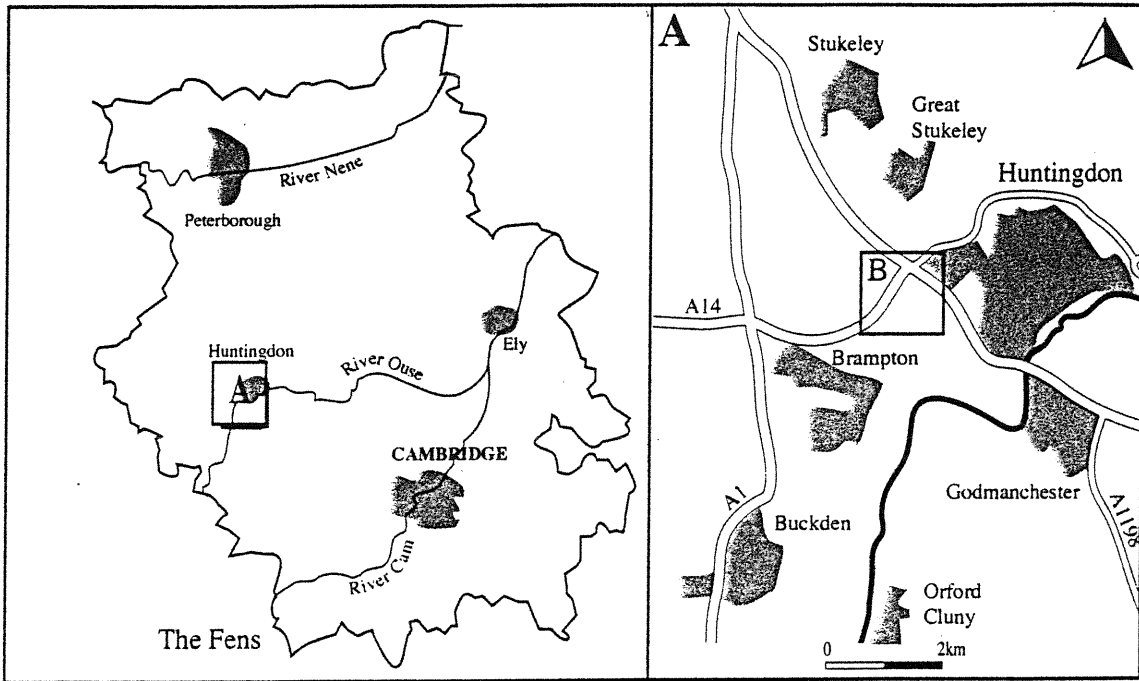 River Nene
Peterborough
Ely
Huntingdon
A
River Ouse
CAMBRIDGE
River Cam
The Fens
A
Stukeley
Great
Stukeley
Huntingdon
B
A14
Brampton
Godmanchester
A1
Buckden
A1198
Orford
Cluny
0 2km